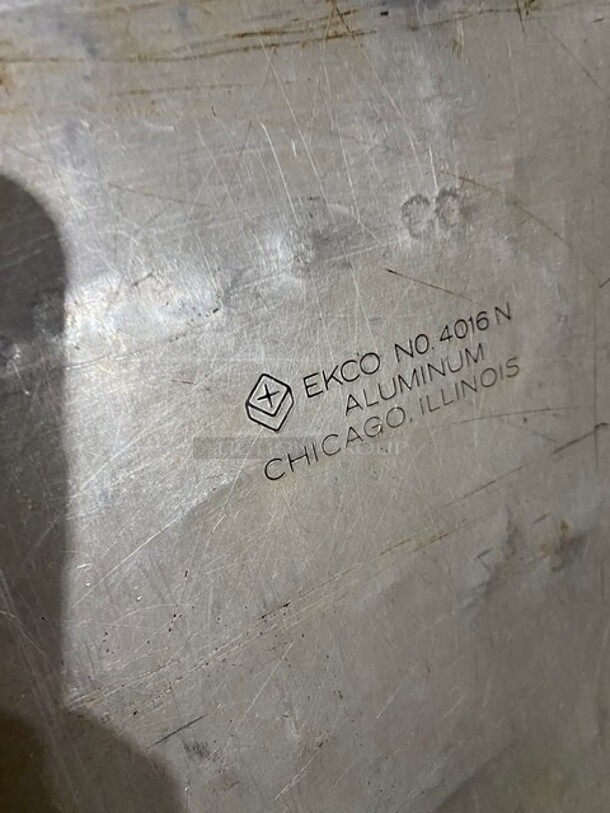 EKCO NO. 4016 N
ALUMINUM
CHICAGO, ILLINOIS